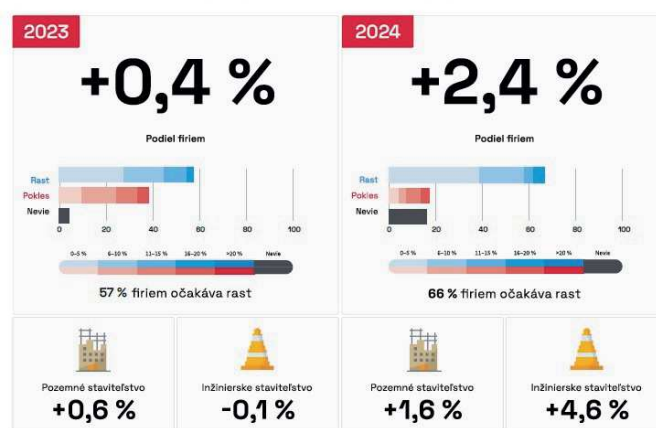 2023
+0,4 %
Podiel firiem
Rast
Pokles
Nevie
0 20 40 60 80 100
0–5 % 6–10 % 11–15 % 16–20 % >20 % Nevie
57 % firiem očakáva rast
Pozemné staviteľstvo
+0,6 %
Inžinierske staviteľstvo
-0,1 %
2024
+2,4 %
Podiel firiem
Rast
Pokles
Nevie
0 20 40 60 80 100
0–5 % 6–10 % 11–15 % 16–20 % >20 % Nevie
66 % firiem očakáva rast
Pozemné staviteľstvo
+1,6 %
Inžinierske staviteľstvo
+4,6 %